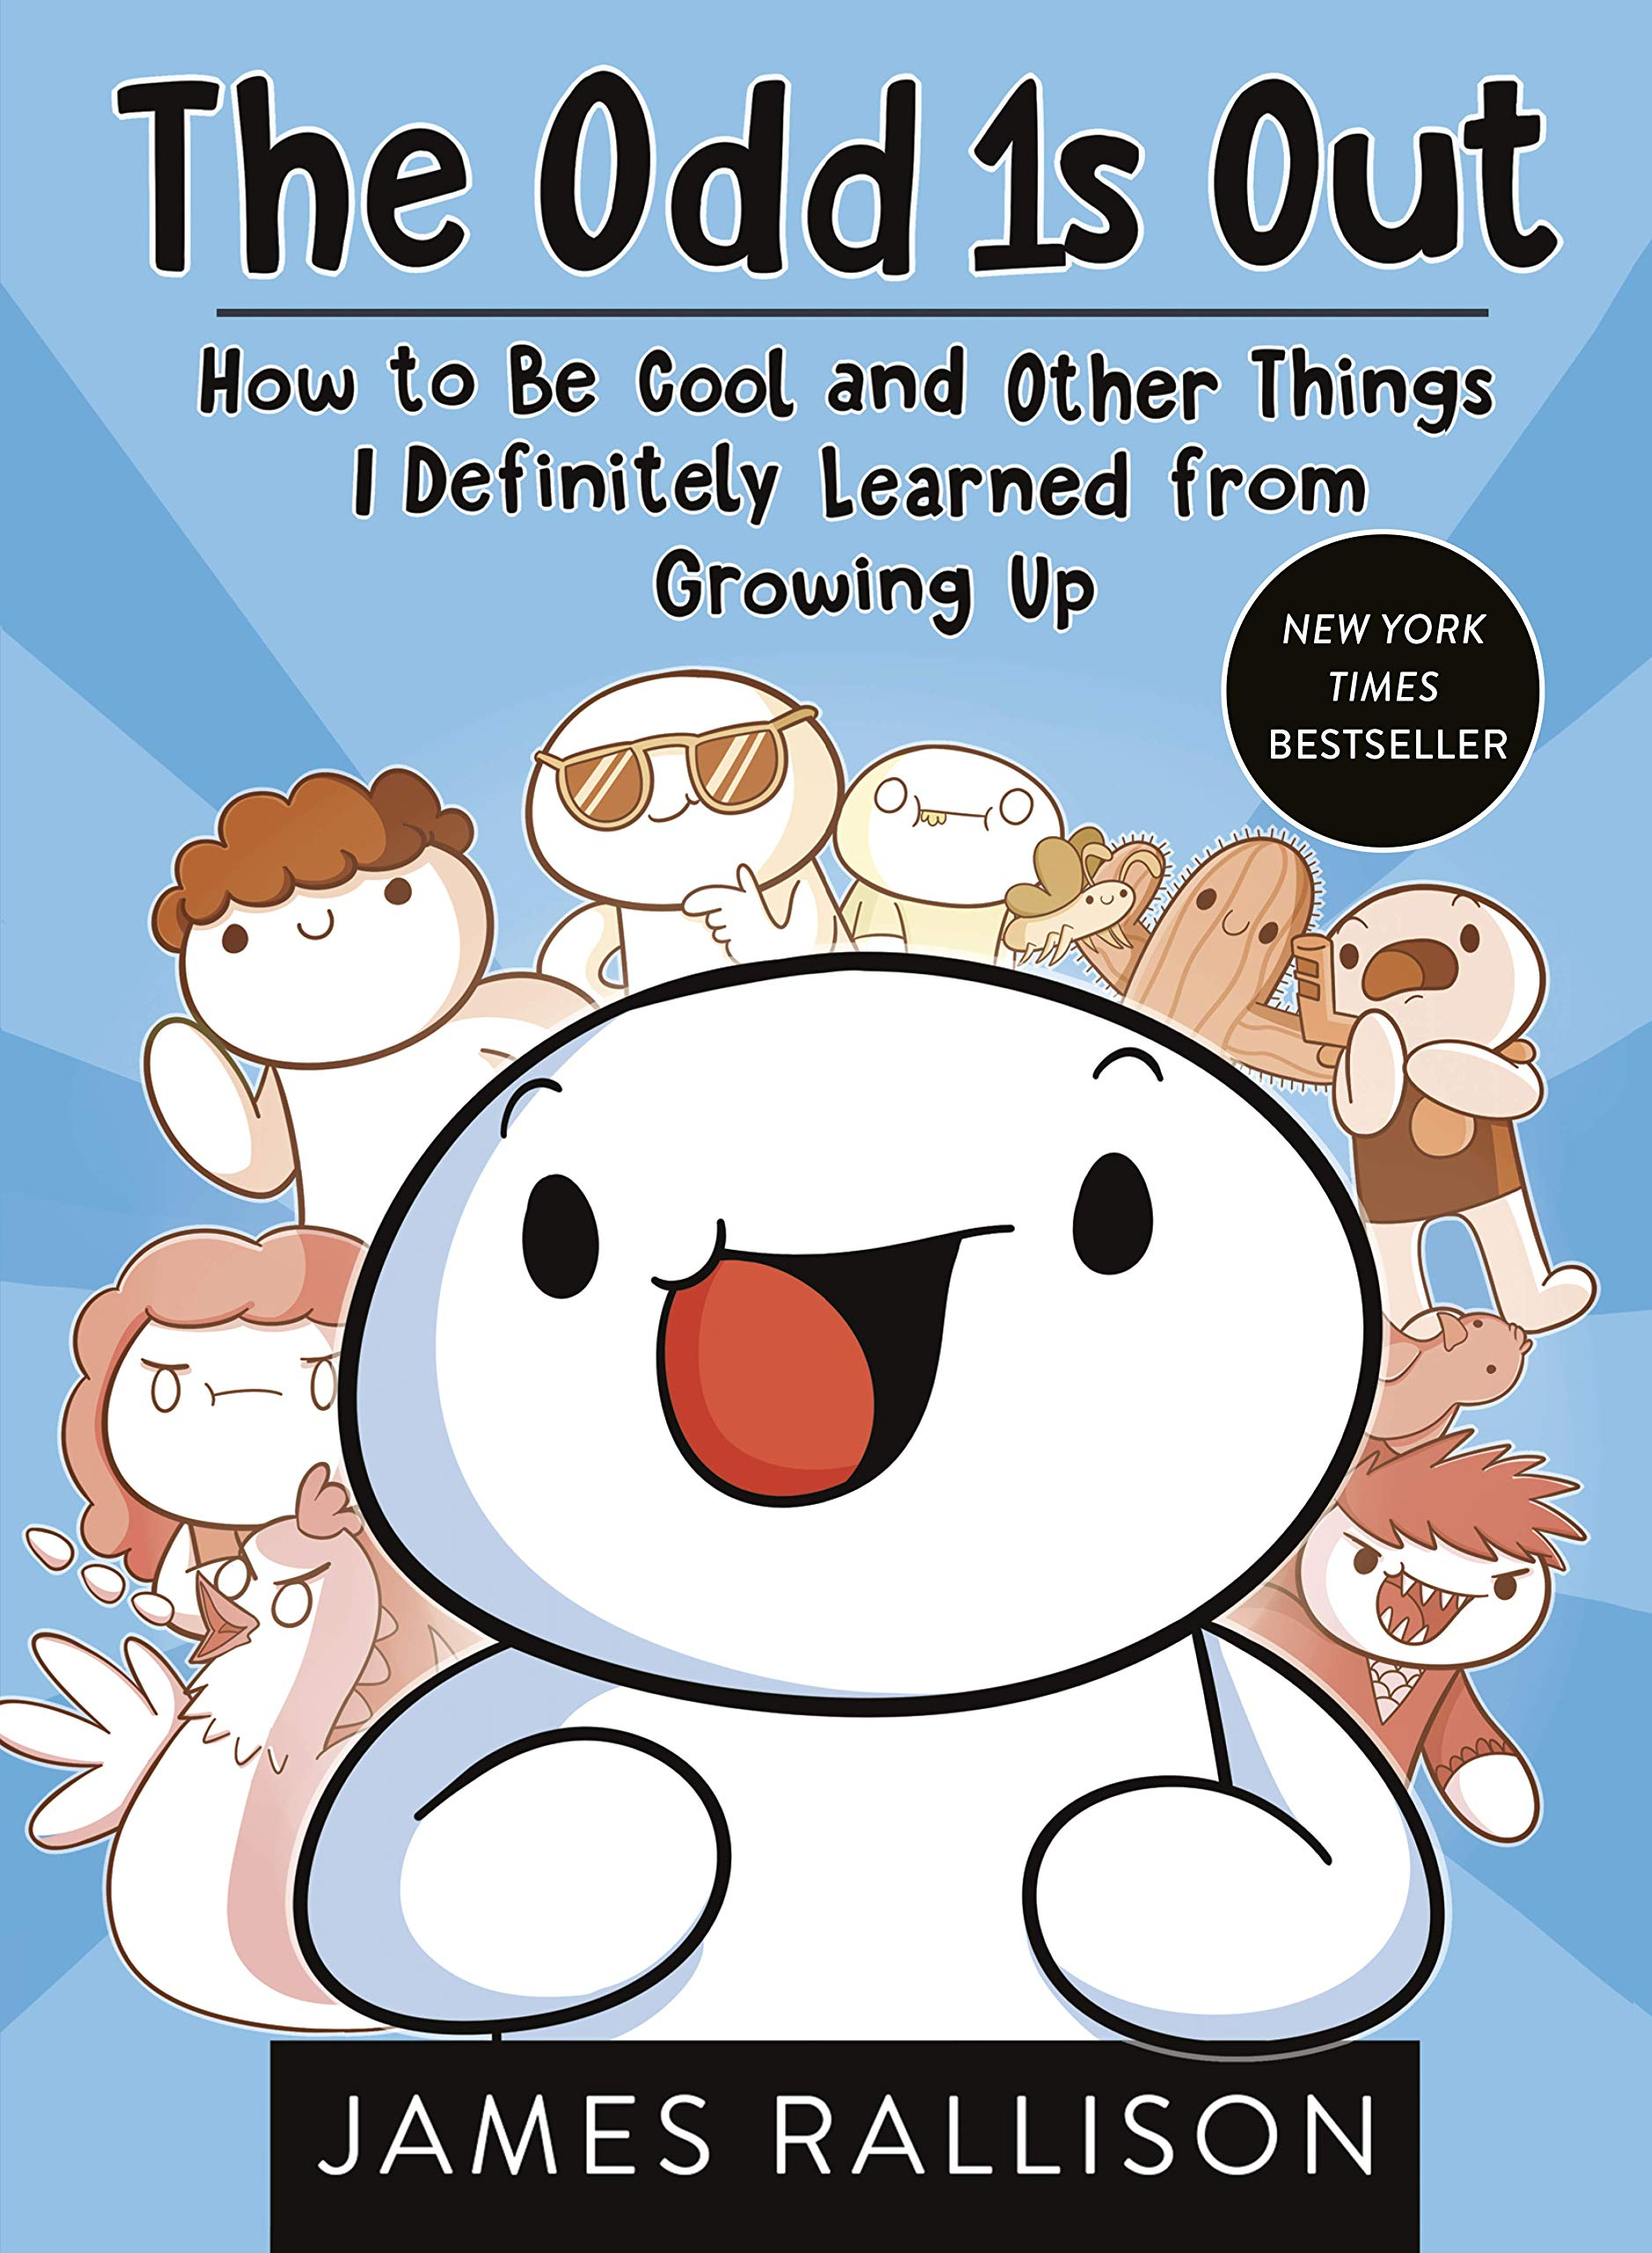 The Odd 1s Out
How to Be Cool and Other Things
I Definitely Learned from
Growing Up
NEW YORK
TIMES
BESTSELLER
JAMES RALLISON